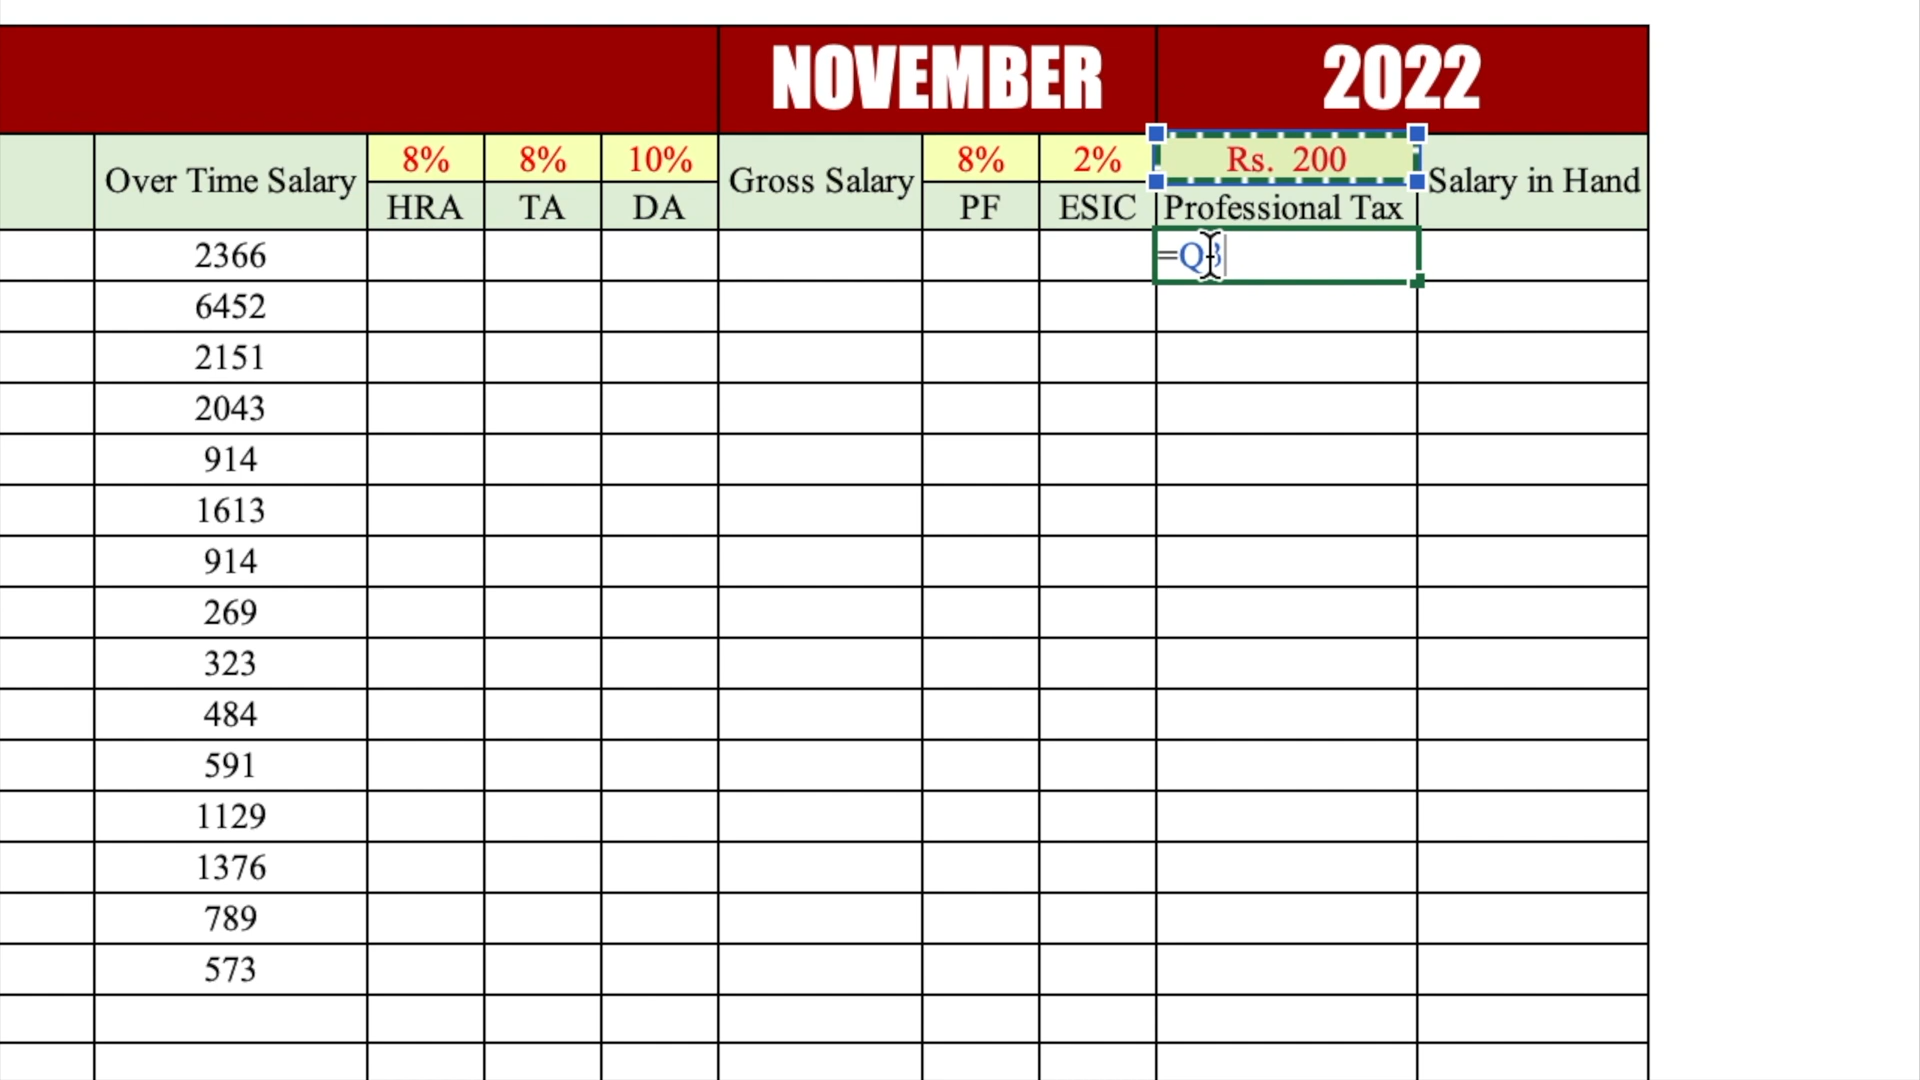 NOVEMBER 2022
8% 8% 10% 8% 2% Rs. 200
Over Time Salary Gross Salary Salary in Hand
HRA TA DA PF ESIC Professional Tax
2366 =Q3
6452
2151
2043
914
1613
914
269
323
484
591
1129
1376
789
573